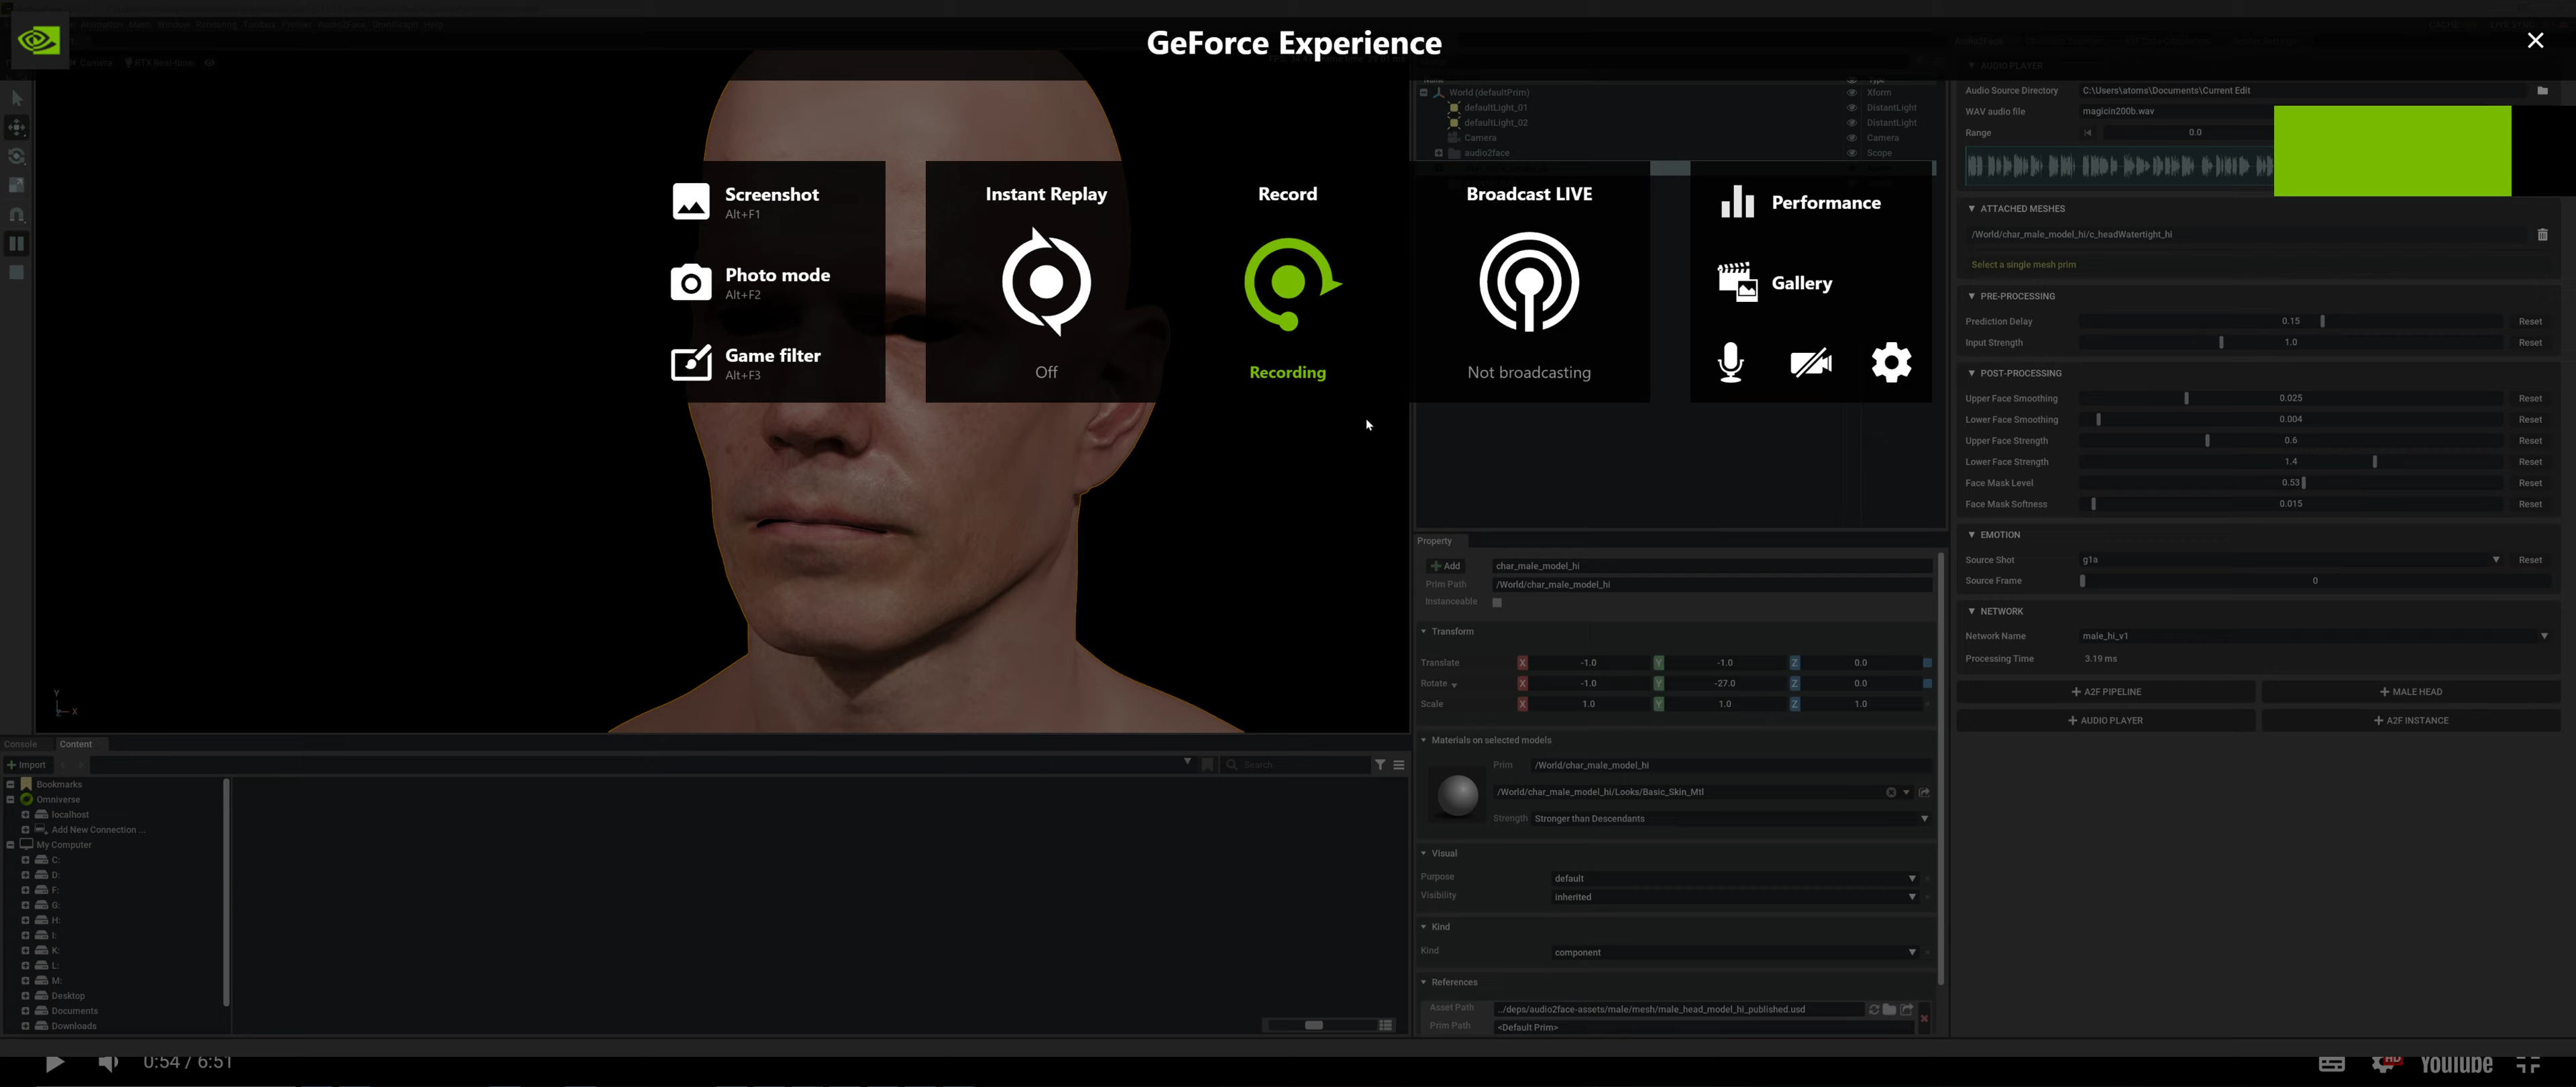 GeForce Experience
Camera
RTX Real-time
World (defaultPrim)
Xform
defaultLight_01
DistantLight
defaultLight_02
DistantLight
Camera
Camera
audio2face
Scope
Screenshot
Alt+F1
Photo mode
Alt+F2
Game filter
Alt+F3
Instant Replay
Off
Record
Recording
Broadcast LIVE
Not broadcasting
Performance
Gallery
AUDIO PLAYER
Audio Source Directory C:\Users\atoms\Documents\Current Edit
WAV audio file magicin200b.wav
Range 0.0
ATTACHED MESHES
/World/char_male_model_hi/c_headWatertight_hi
Select a single mesh prim
PRE-PROCESSING
Prediction Delay 0.15 Reset
Input Strength 1.0 Reset
POST-PROCESSING
Upper Face Smoothing 0.025 Reset
Lower Face Smoothing 0.004 Reset
Upper Face Strength 0.6 Reset
Lower Face Strength 1.4 Reset
Face Mask Level 0.53 Reset
Face Mask Softness 0.015 Reset
EMOTION
Source Shot g1a Reset
Source Frame 0
NETWORK
Network Name male_hi_v1
Processing Time 3.19 ms
A2F PIPELINE MALE HEAD
AUDIO PLAYER A2F INSTANCE
Property
Add char_male_model_hi
Prim Path /World/char_male_model_hi
Instanceable
Transform
Translate X -1.0 Y -1.0 Z 0.0
Rotate X -1.0 Y -27.0 Z 0.0
Scale X 1.0 Y 1.0 Z 1.0
Materials on selected models
Prim /World/char_male_model_hi
/World/char_male_model_hi/Looks/Basic_Skin_Mtl
Strength Stronger than Descendants
Visual
Purpose default
Visibility inherited
Kind
Kind component
References
Asset Path ../deps/audio2face-assets/male/mesh/male_head_model_hi_published.usd
Prim Path <Default Prim>
Y
Z X
Console Content
Import Search
Bookmarks
Omniverse
localhost
Add New Connection ...
My Computer
C:
D:
F:
G:
H:
I:
K:
L:
M:
Desktop
Documents
Downloads
0:54 / 6:51
HD
YouTube